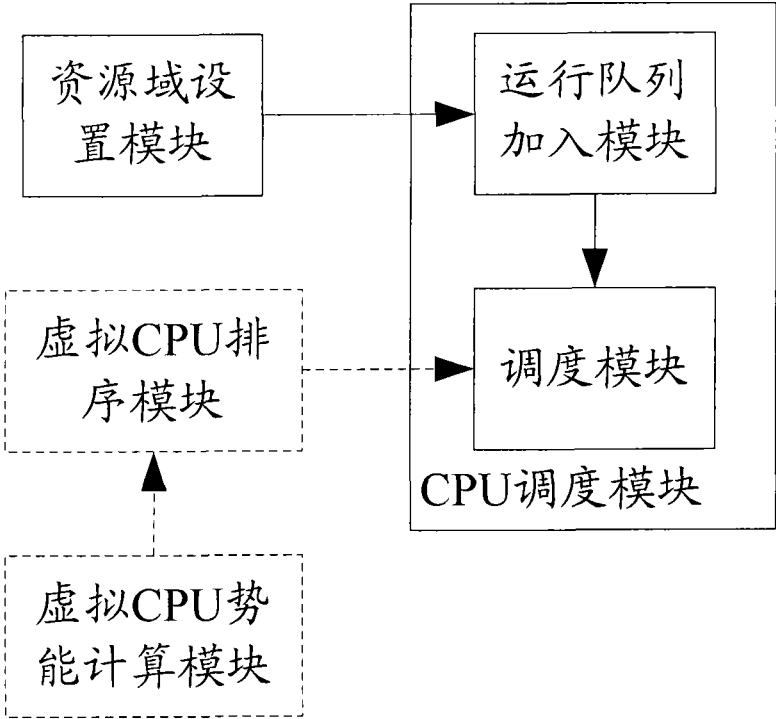 资源域设
置模块
运行队列
加入模块
虚拟CPU排
序模块
调度模块
CPU调度模块
虚拟CPU势
能计算模块